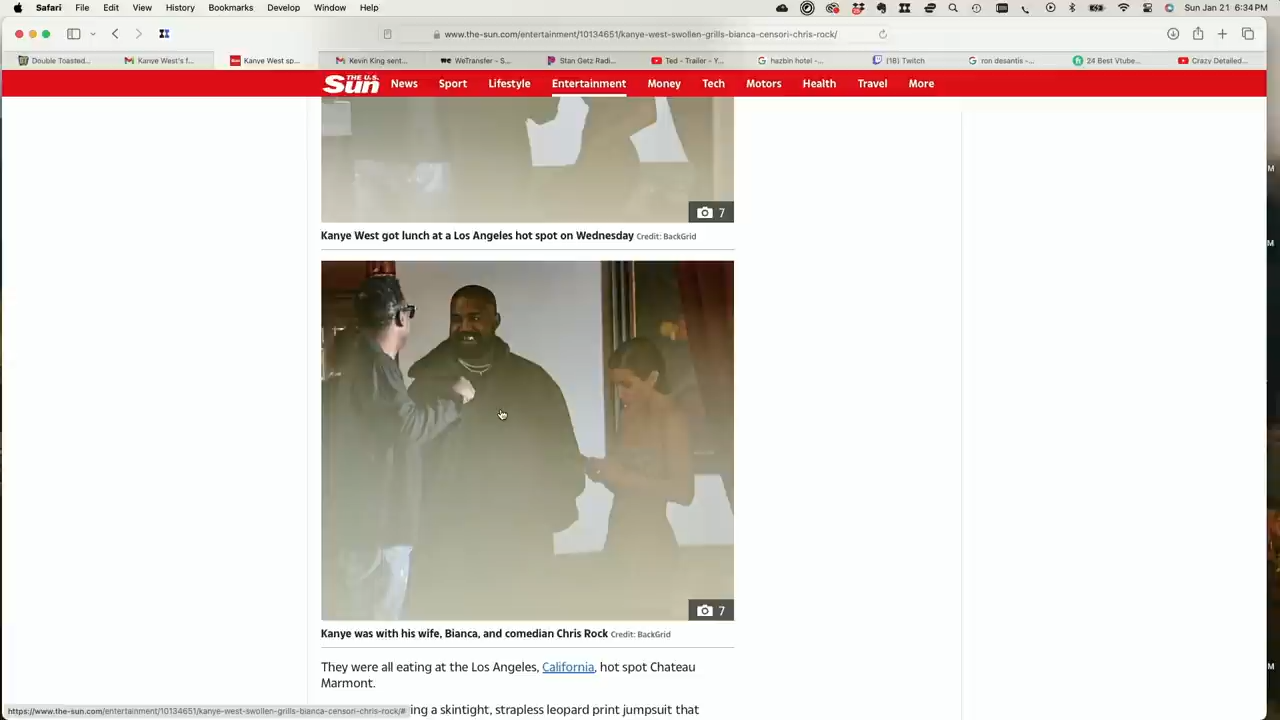 Safari File Edit View History Bookmarks Develop Window Help Sun Jan 21 6:34 PM
www.the-sun.com/entertainment/10134651/kanye-west-swollen-grills-bianca-censori-chris-rock/
Double Toasted... Kanye West's f... Kanye West sp... Kevin King sent... WeTransfer - S... Stan Getz Radi... Ted - Trailer - Y... hazbin hotel -... (18) Twitch ron desantis -... 24 Best Vtube... Crazy Detailed...
THE U.S. Sun News Sport Lifestyle Entertainment Money Tech Motors Health Travel More
7
Kanye West got lunch at a Los Angeles hot spot on Wednesday Credit: BackGrid
7
Kanye was with his wife, Bianca, and comedian Chris Rock Credit: BackGrid
They were all eating at the Los Angeles, California, hot spot Chateau
Marmont.
https://www.the-sun.com/entertainment/10134651/kanye-west-swollen-grills-bianca-censori-chris-rock/# ing a skintight, strapless leopard print jumpsuit that